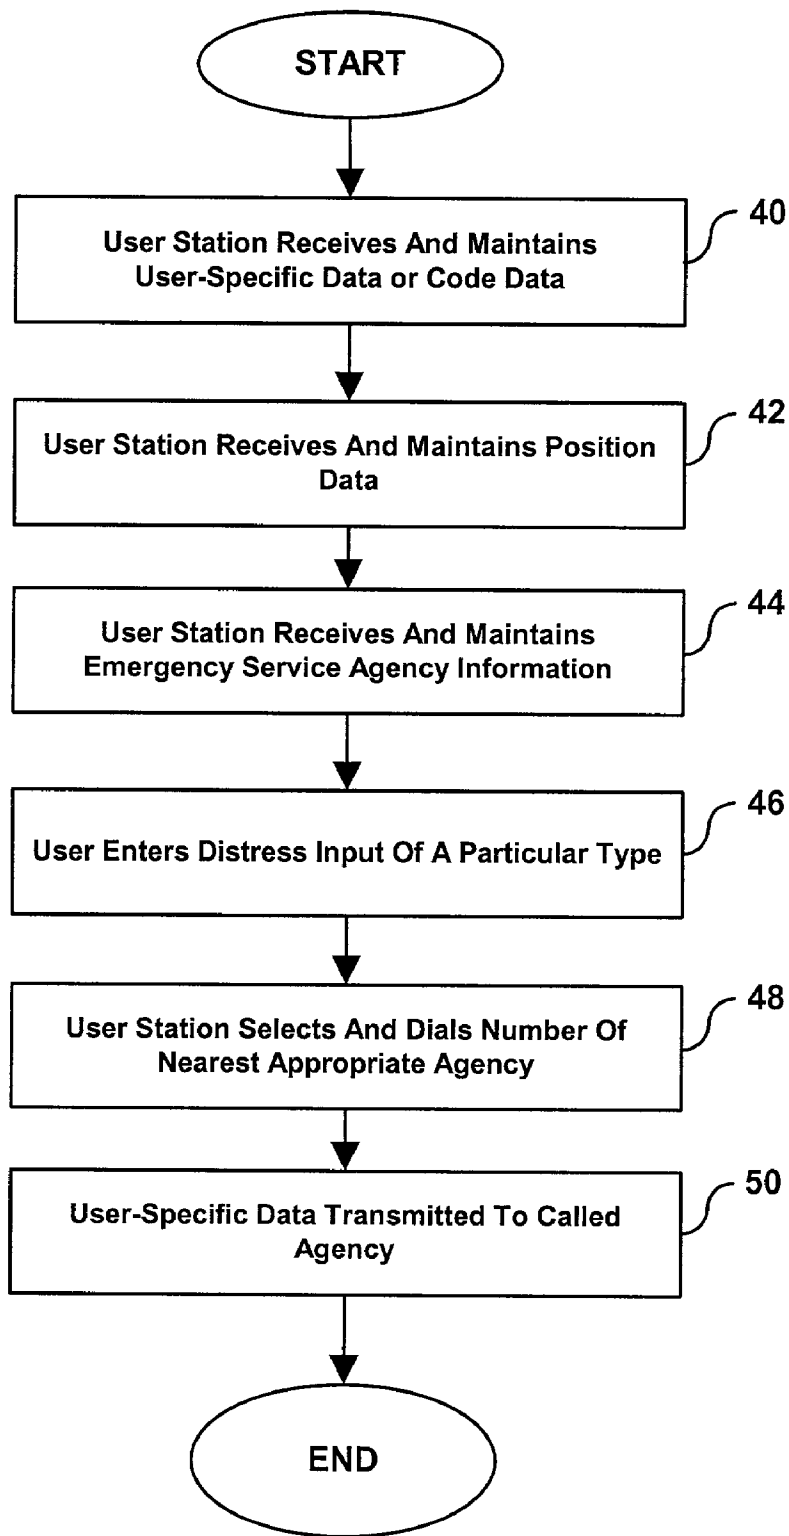 START
User Station Receives And Maintains
User-Specific Data or Code Data
40
User Station Receives And Maintains Position
Data
42
User Station Receives And Maintains
Emergency Service Agency Information
44
User Enters Distress Input Of A Particular Type
46
User Station Selects And Dials Number Of
Nearest Appropriate Agency
48
User-Specific Data Transmitted To Called
Agency
50
END